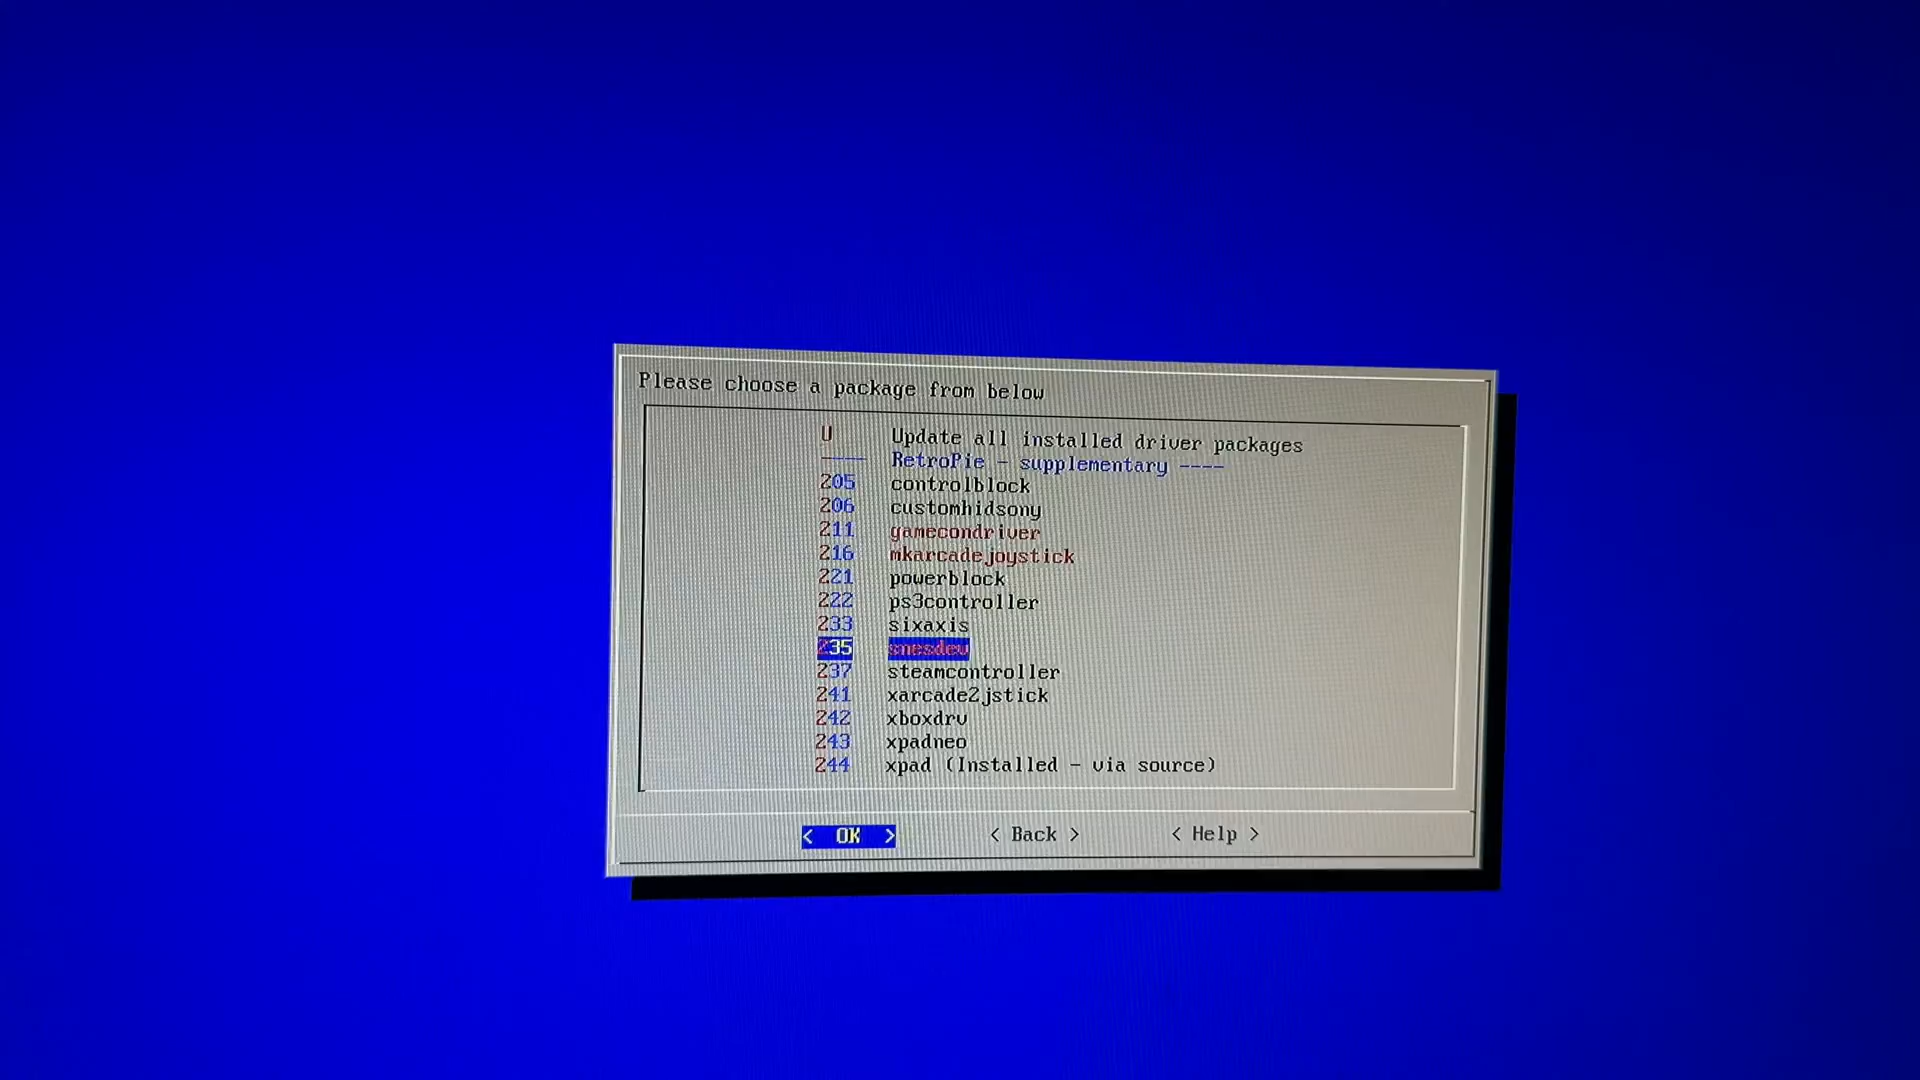 Please choose a package from below
U Update all installed driver packages
---- RetroPie - supplementary ----
205 controlblock
206 customhidsony
211 gamecondriver
216 mkarcadejoystick
221 powerblock
222 ps3controller
233 sixaxis
235 snesdev
237 steamcontroller
241 xarcade2jstick
242 xboxdrv
243 xpadneo
244 xpad (Installed - via source)
< OK > < Back > < Help >